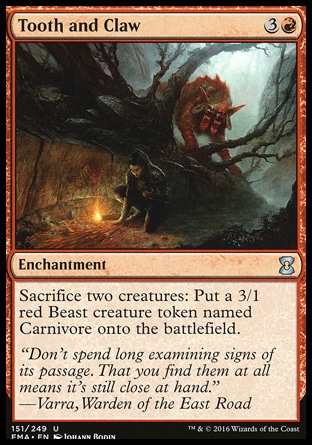 Tooth and Claw 3
Enchantment
Sacrifice two creatures: Put a 3/1
red Beast creature token named
Carnivore onto the battlefield.
“Don’t spend long examining signs of
its passage. That you find them at all
means it’s still close at hand.”
—Varra, Warden of the East Road
151/249 U
EMA • EN Johann Bodin
™ & © 2016 Wizards of the Coast